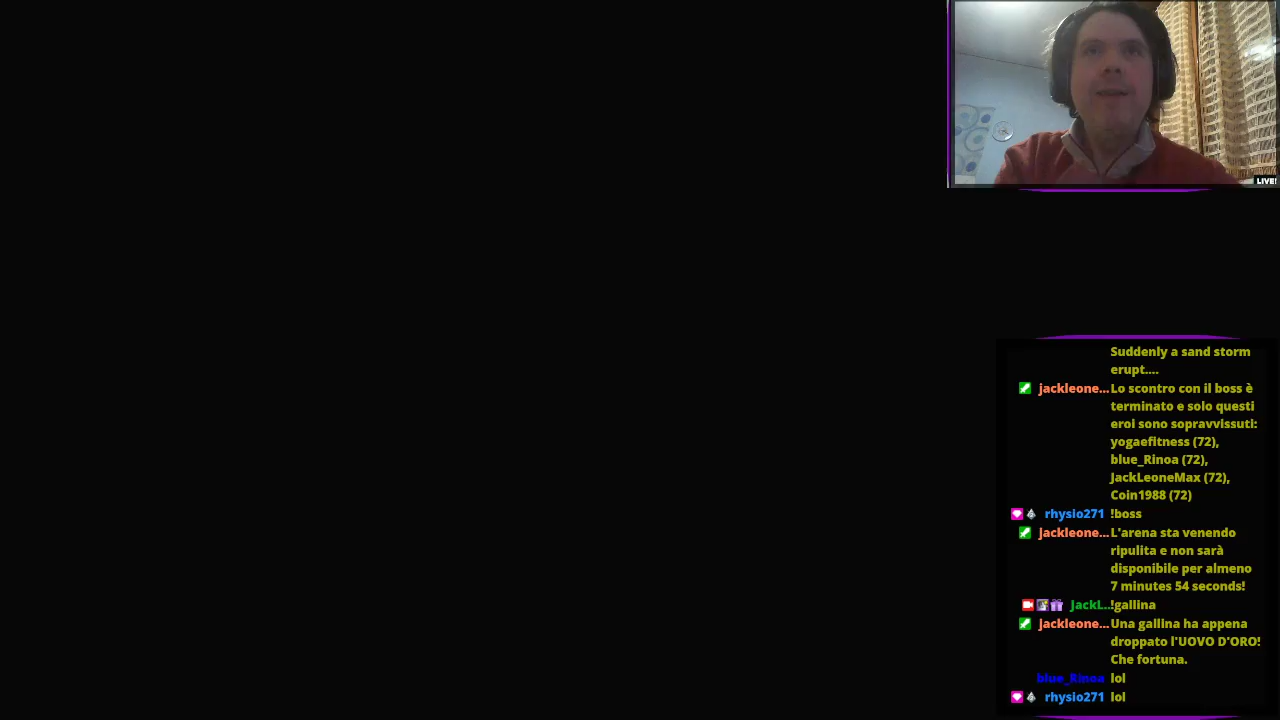 LIVE!
Suddenly a sand storm
erupt....
jackleone... Lo scontro con il boss è
terminato e solo questi
eroi sono sopravvissuti:
yogaefitness (72),
blue_Rinoa (72),
JackLeoneMax (72),
Coin1988 (72)
rhysio271 !boss
jackleone... L'arena sta venendo
ripulita e non sarà
disponibile per almeno
7 minutes 54 seconds!
JackL... !gallina
jackleone... Una gallina ha appena
droppato l'UOVO D'ORO!
Che fortuna.
blue_Rinoa lol
rhysio271 lol